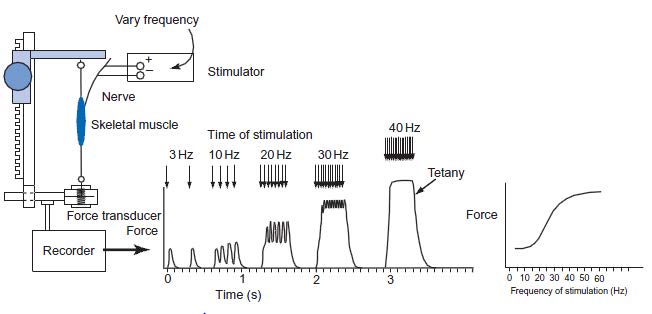 Vary frequency
+
−
Stimulator
Nerve
Skeletal muscle
Force transducer
Recorder
Time of stimulation
3 Hz 10 Hz 20 Hz 30 Hz 40 Hz
Tetany
Force
0 1 2 3
Time (s)
Force
0 10 20 30 40 50 60
Frequency of stimulation (Hz)